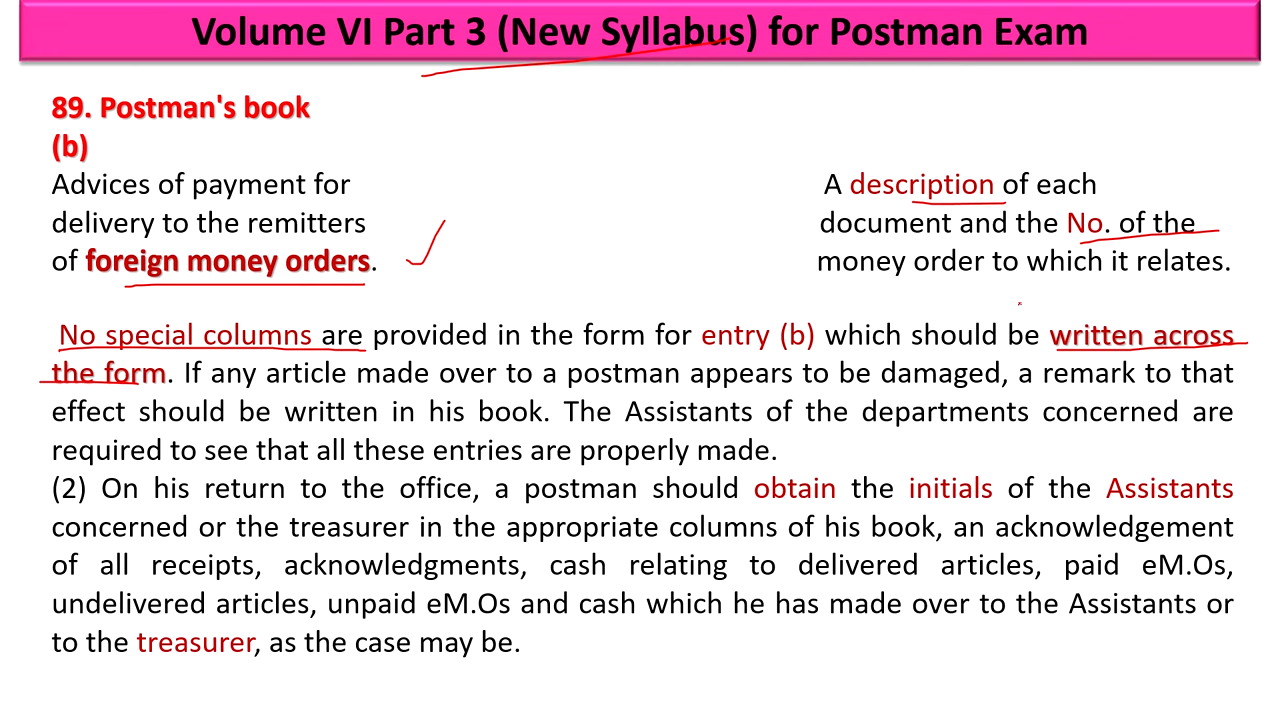 Volume VI Part 3 (New Syllabus) for Postman Exam
89. Postman's book
(b)
Advices of payment for
delivery to the remitters
of foreign money orders.
A description of each
document and the No. of the
money order to which it relates.
No special columns are provided in the form for entry (b) which should be written across
the form. If any article made over to a postman appears to be damaged, a remark to that
effect should be written in his book. The Assistants of the departments concerned are
required to see that all these entries are properly made.
(2) On his return to the office, a postman should obtain the initials of the Assistants
concerned or the treasurer in the appropriate columns of his book, an acknowledgement
of all receipts, acknowledgments, cash relating to delivered articles, paid eM.Os,
undelivered articles, unpaid eM.Os and cash which he has made over to the Assistants or
to the treasurer, as the case may be.